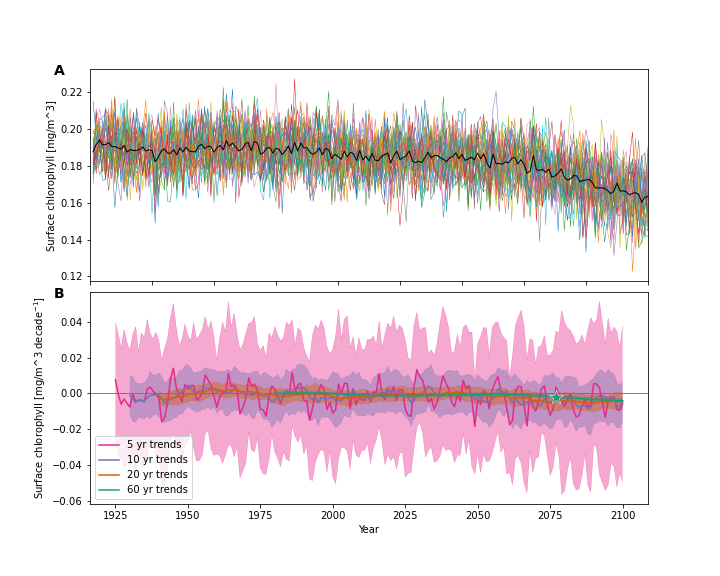 A
Surface chlorophyll [mg/m^3]
0.22
0.20
0.18
0.16
0.14
0.12
B
Surface chlorophyll [mg/m^3 decade⁻¹]
0.04
0.02
0.00
−0.02
−0.04
−0.06
5 yr trends
10 yr trends
20 yr trends
60 yr trends
1925 1950 1975 2000 2025 2050 2075 2100
Year